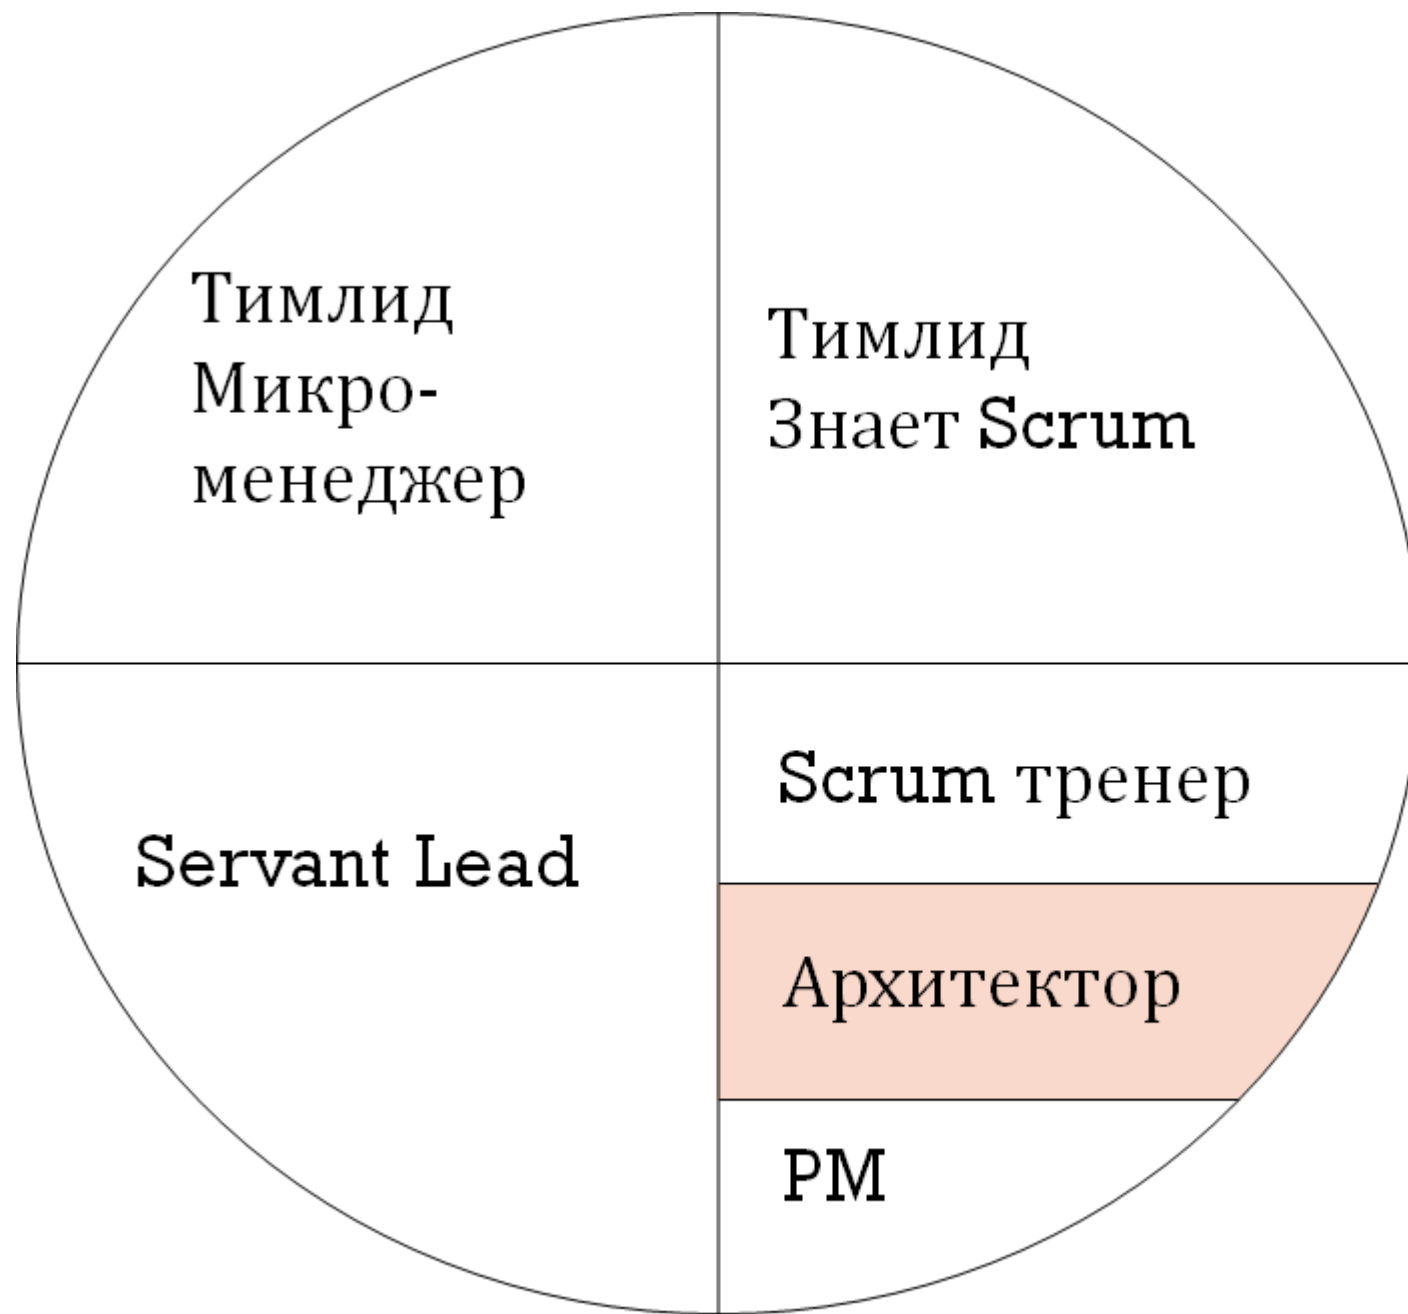 Тимлид
Микро-
менеджер
Тимлид
Знает Scrum
Servant Lead
Scrum тренер
Архитектор
PM